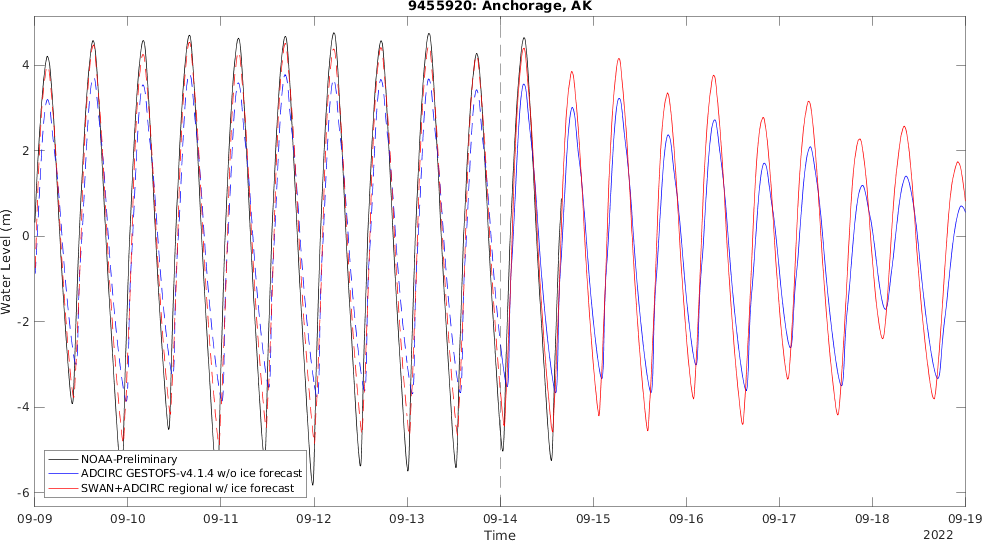 9455920: Anchorage, AK
Water Level (m)
4
2
0
-2
-4
-6
NOAA-Preliminary
ADCIRC GESTOFS-v4.1.4 w/o ice forecast
SWAN+ADCIRC regional w/ ice forecast
09-09 09-10 09-11 09-12 09-13 09-14 09-15 09-16 09-17 09-18 09-19
Time
2022